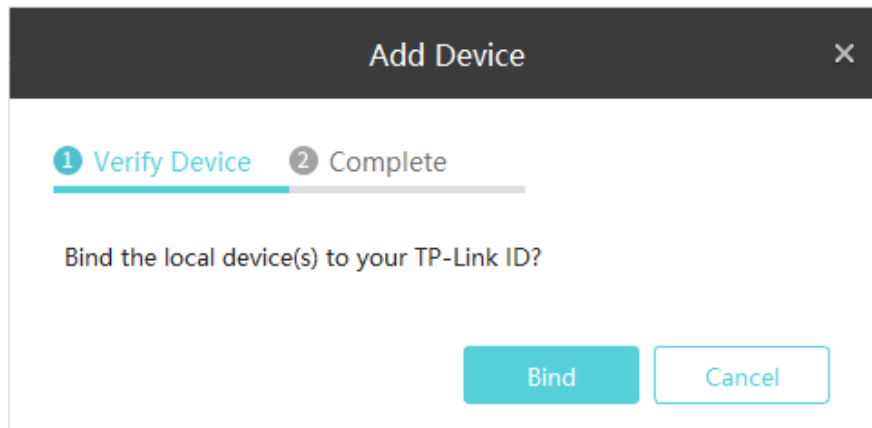 Add Device
1 Verify Device 2 Complete
Bind the local device(s) to your TP-Link ID?
Bind Cancel